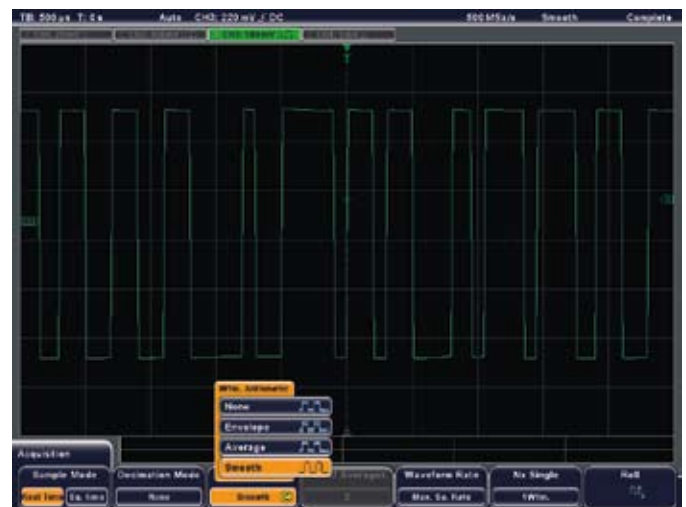 TB: 500 µs T: 0 s Auto CH3: 220 mV / DC 500 MSa/s Smooth Complete
Wfm. Arithmetic
None
Envelope
Average
Smooth
Acquisition
Sample Mode Decimation Mode Averages Waveform Rate Nx Single Roll
Real time Eq. time None Smooth 2 Max. Sa. Rate 1Wfm.